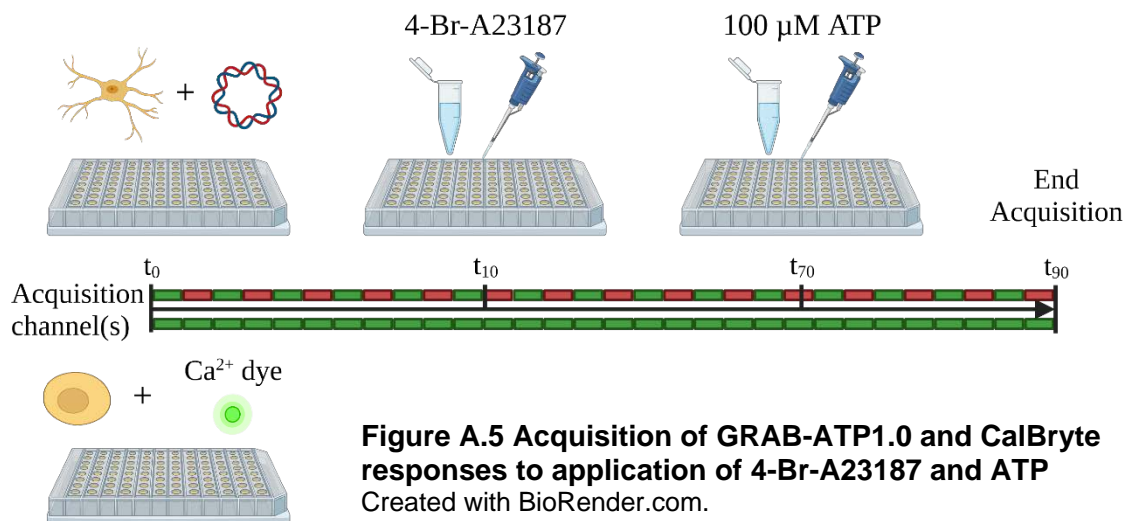 4-Br-A23187
100 µM ATP
+
End
Acquisition
t₀
t₁₀
t₇₀
t₉₀
Acquisition
channel(s)
+
Ca²⁺ dye
Figure A.5 Acquisition of GRAB-ATP1.0 and CalBryte
responses to application of 4-Br-A23187 and ATP
Created with BioRender.com.